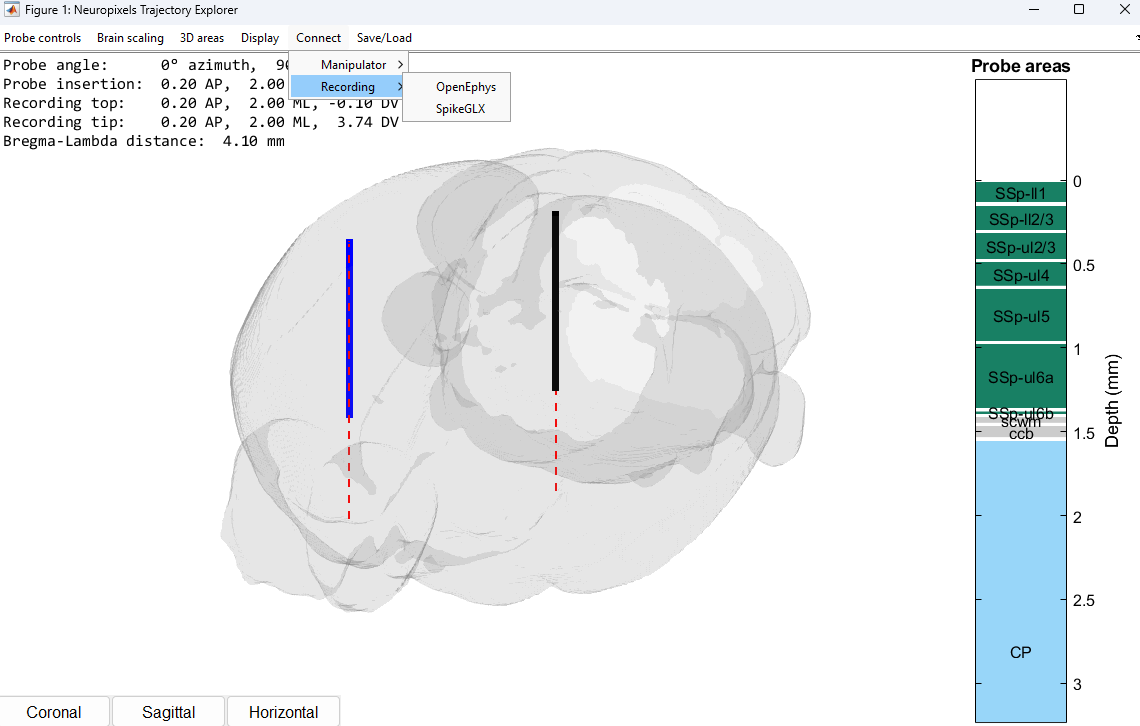 Figure 1: Neuropixels Trajectory Explorer
Probe controls Brain scaling 3D areas Display Connect Save/Load
Probe angle: 0° azimuth, 90
Manipulator
Recording
OpenEphys
SpikeGLX
Probe insertion: 0.20 AP, 2.00
Recording top: 0.20 AP, 2.00 ML, -0.10 DV
Recording tip: 0.20 AP, 2.00 ML, 3.74 DV
Bregma-Lambda distance: 4.10 mm
Probe areas
SSp-ll1
SSp-ll2/3
SSp-ul2/3
SSp-ul4
SSp-ul5
SSp-ul6a
SSp-ul6b
scwm
ccb
CP
0
0.5
1
1.5
2
2.5
3
Depth (mm)
Coronal Sagittal Horizontal